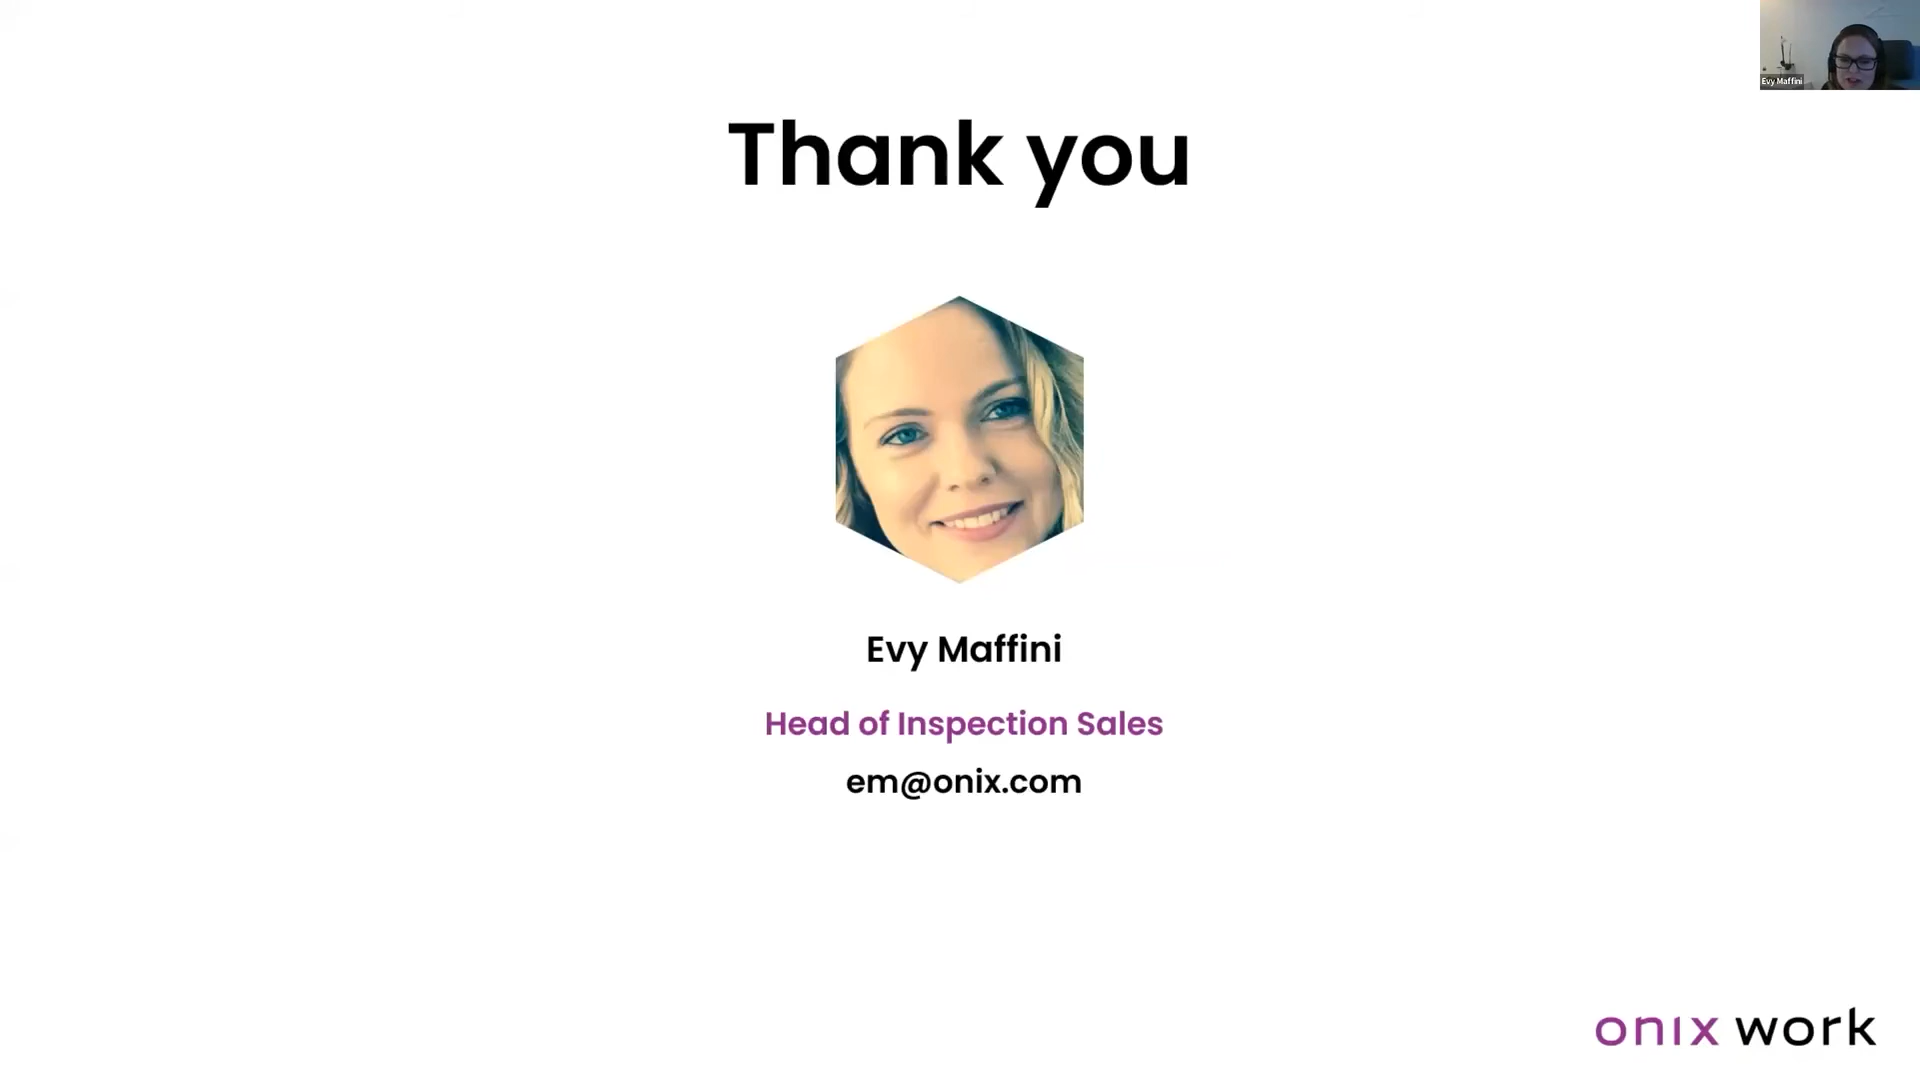 Evy Maffini
Thank you
Evy Maffini
Head of Inspection Sales
em@onix.com
onix work